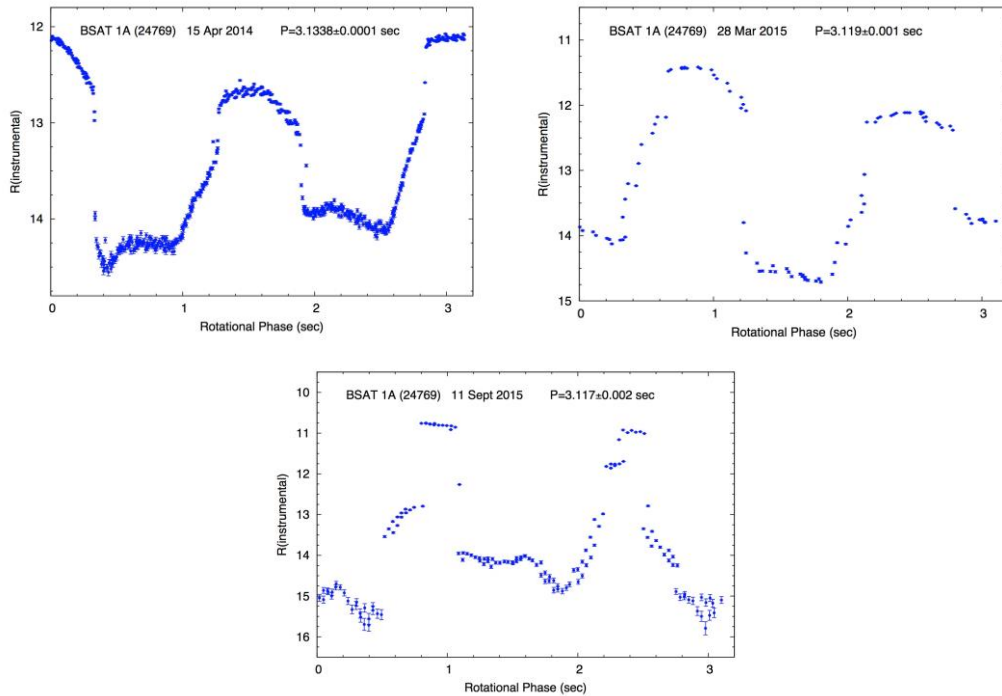 BSAT 1A (24769) 15 Apr 2014 P=3.1338±0.0001 sec
12
13
14
R(instrumental)
0 1 2 3
Rotational Phase (sec)
BSAT 1A (24769) 28 Mar 2015 P=3.119±0.001 sec
11
12
13
14
15
R(instrumental)
0 1 2 3
Rotational Phase (sec)
BSAT 1A (24769) 11 Sept 2015 P=3.117±0.002 sec
10
11
12
13
14
15
16
R(instrumental)
0 1 2 3
Rotational Phase (sec)